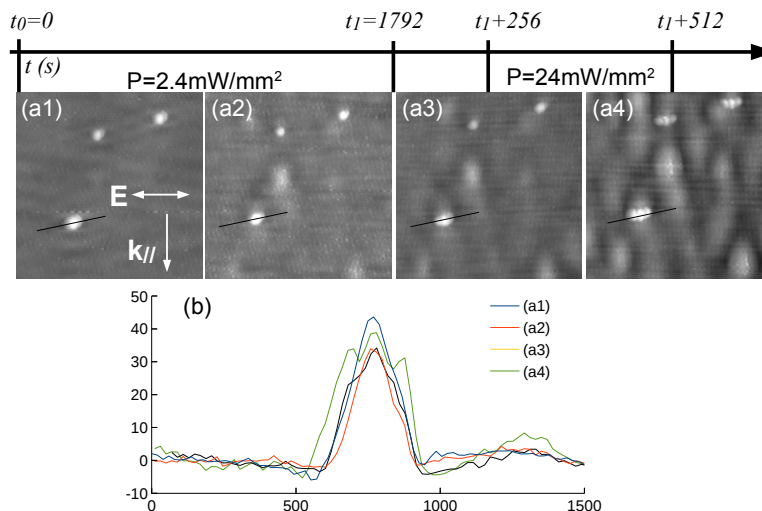 t0=0 t1=1792 t1+256 t1+512
t (s)
P=2.4mW/mm² P=24mW/mm²
(a1) (a2) (a3) (a4)
E
k//
(b)
50
40
30
20
10
0
-10
0 500 1000 1500
(a1)
(a2)
(a3)
(a4)